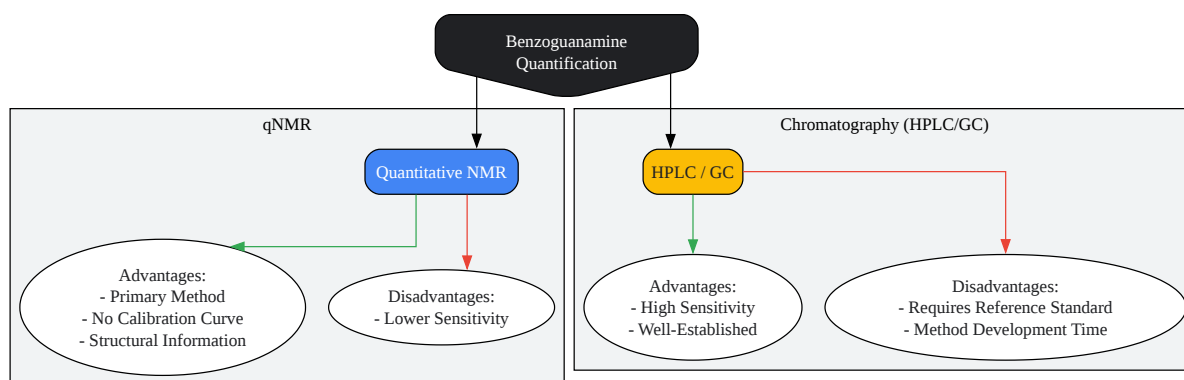 Benzoguanamine
Quantification
qNMR
Quantitative NMR
Advantages:
- Primary Method
- No Calibration Curve
- Structural Information
Disadvantages:
- Lower Sensitivity
Chromatography (HPLC/GC)
HPLC / GC
Advantages:
- High Sensitivity
- Well-Established
Disadvantages:
- Requires Reference Standard
- Method Development Time